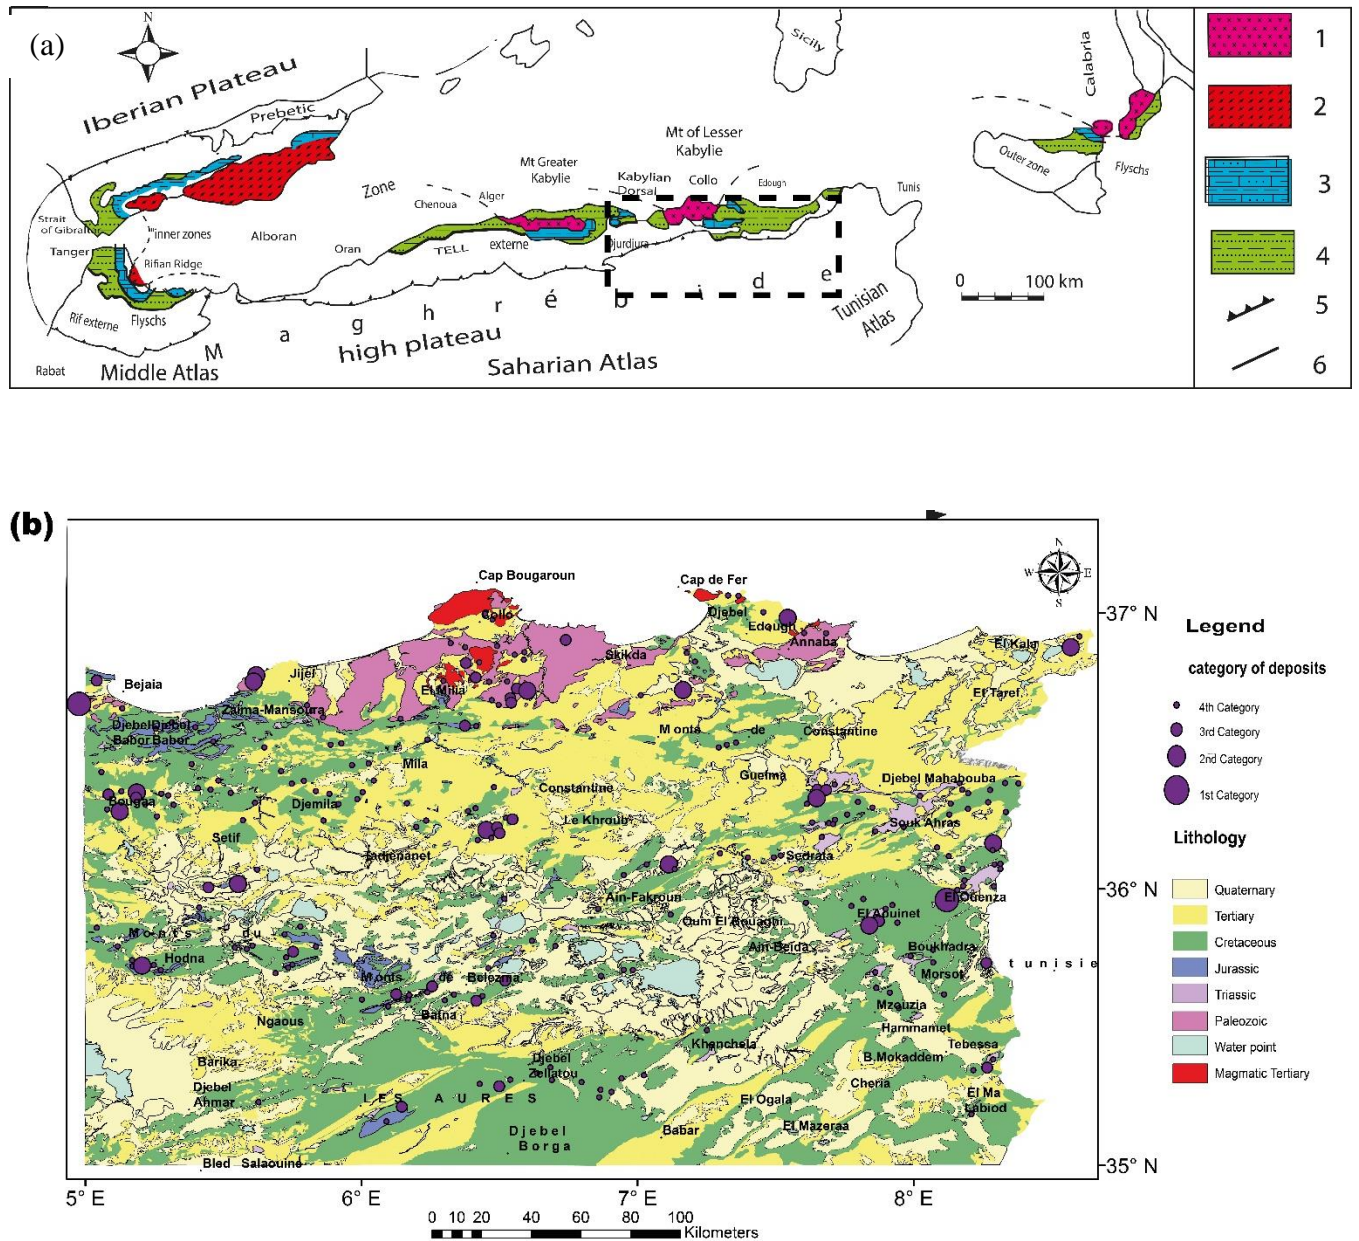 (a)
N
Iberian Plateau
Prebetic
Sicily
Calabria
1
2
3
4
5
6
Mt of Lesser
Kabylie
Mt Greater
Kabylie
Kabylian
Dorsal
Collo
Edough
Tunis
Outer zone
Flyschs
Zone
Alger
Chenoua
Strait
of Gibraltar
inner zones
Alboran
Oran
TELL
externe
Djurdjura
Tanger
Rifian Ridge
Rif externe
Flyschs
M a g h r é b i d e
high plateau
Tunisian
Atlas
0 100 km
Rabat
Middle Atlas
Saharian Atlas
(b)
N
W E
S
Cap Bougaroun
Cap de Fer
Collo
Djebel
Edough
Annaba
37° N
El Kala
Skikda
Bejaia
Jijel
El Milia
El Taref
Zaima-Mansoura
Djebel Djebola
Babor Babor
Monts de Constantine
Mila
Guelma
Djebel Mahabouba
Bougaa
Djemila
Constantine
Le Khroub
Souk Ahras
Setif
Tadjenanet
Sedrata
36° N
Ain-Fakroun
El Ouenza
Oum El Bouaghi
El Aouinet
Monts du
Hodna
Ain-Beida
Boukhadra
Monts de Belezma
Morsot
tunisie
Batna
Mzouzia
Ngaous
Hammamet
Khenchela
Tebessa
Barika
Djebel
Zellatou
B.Mokaddem
Djebel
Ahmar
Cheria
LES AURES
El Ogala
El Ma
Labiod
Djebel
Borga
Babar
El Mazeraa
Bled Salaouine
35° N
5° E
6° E
7° E
8° E
0 10 20 40 60 80 100
Kilometers
Legend
category of deposits
4th Category
3rd Category
2nd Category
1st Category
Lithology
Quaternary
Tertiary
Cretaceous
Jurassic
Triassic
Paleozoic
Water point
Magmatic Tertiary